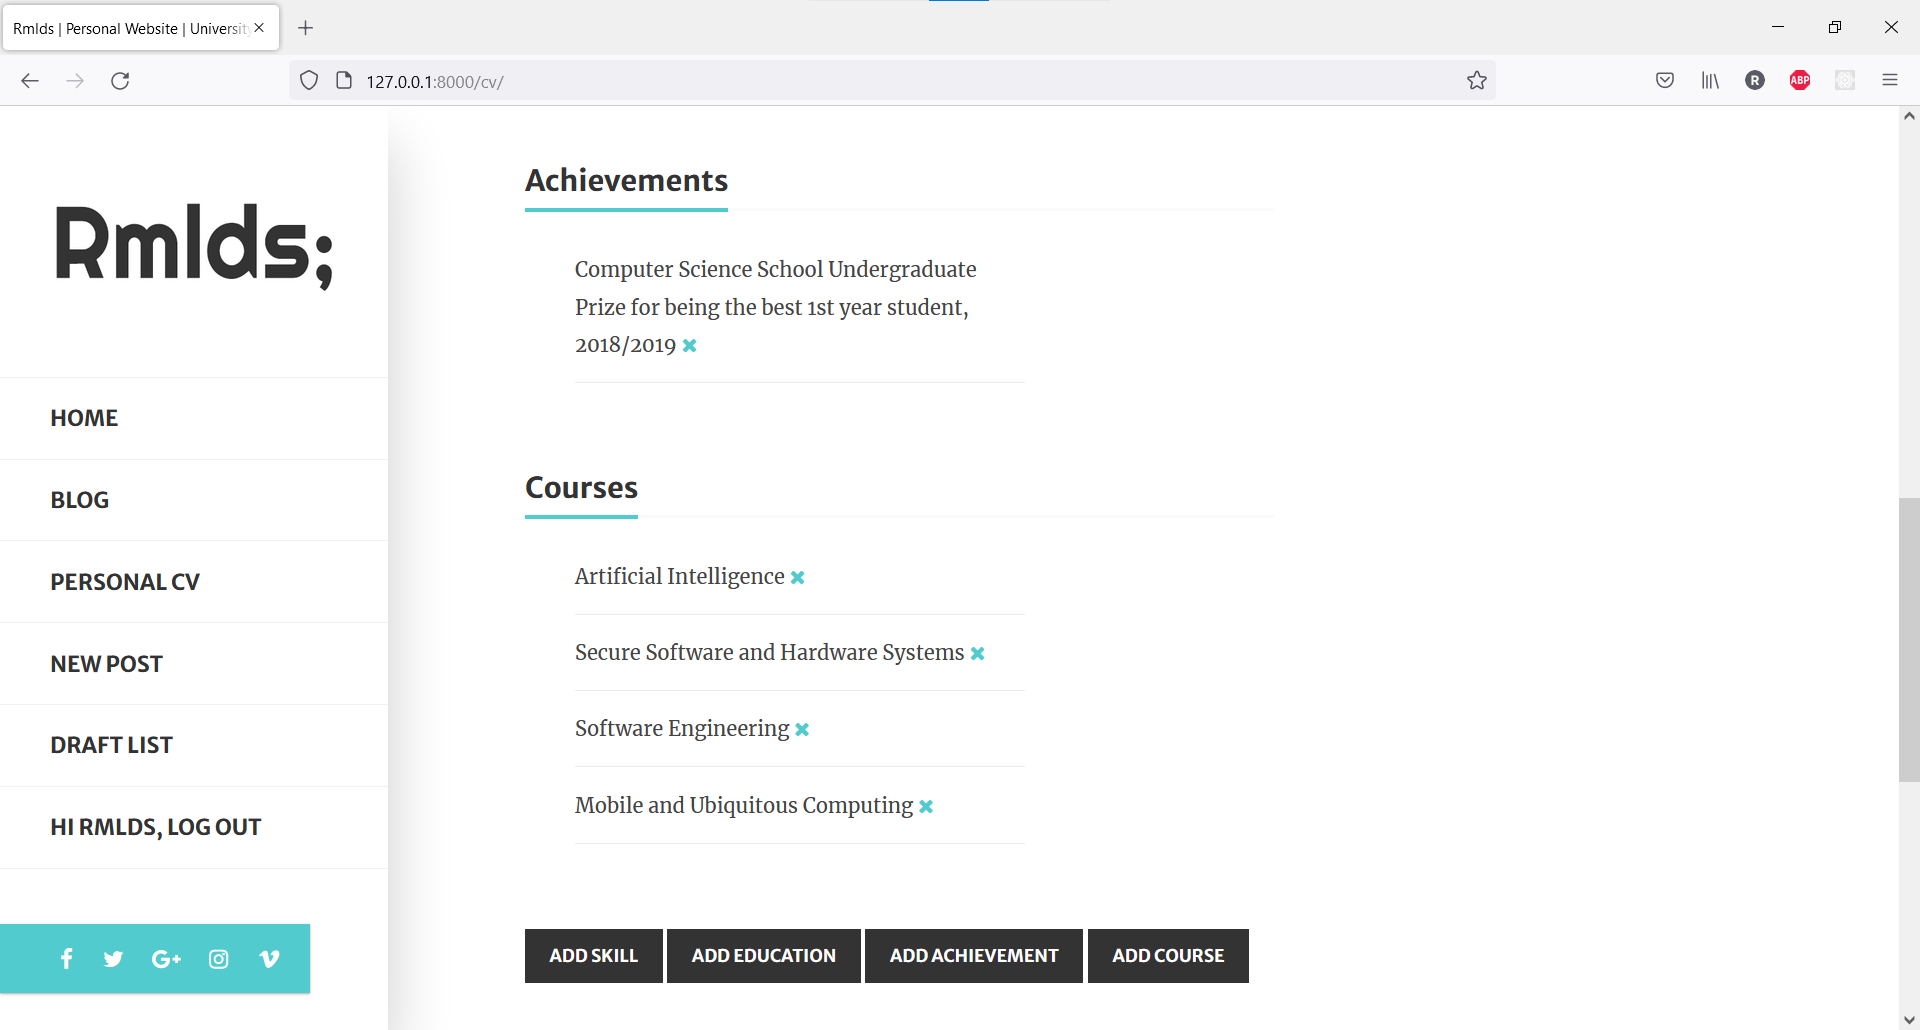 Rmlds | Personal Website | University
127.0.0.1:8000/cv/
R
ABP
Rmlds;
HOME
BLOG
PERSONAL CV
NEW POST
DRAFT LIST
HI RMLDS, LOG OUT
Achievements
Computer Science School Undergraduate
Prize for being the best 1st year student,
2018/2019
Courses
Artificial Intelligence
Secure Software and Hardware Systems
Software Engineering
Mobile and Ubiquitous Computing
ADD SKILL ADD EDUCATION ADD ACHIEVEMENT ADD COURSE